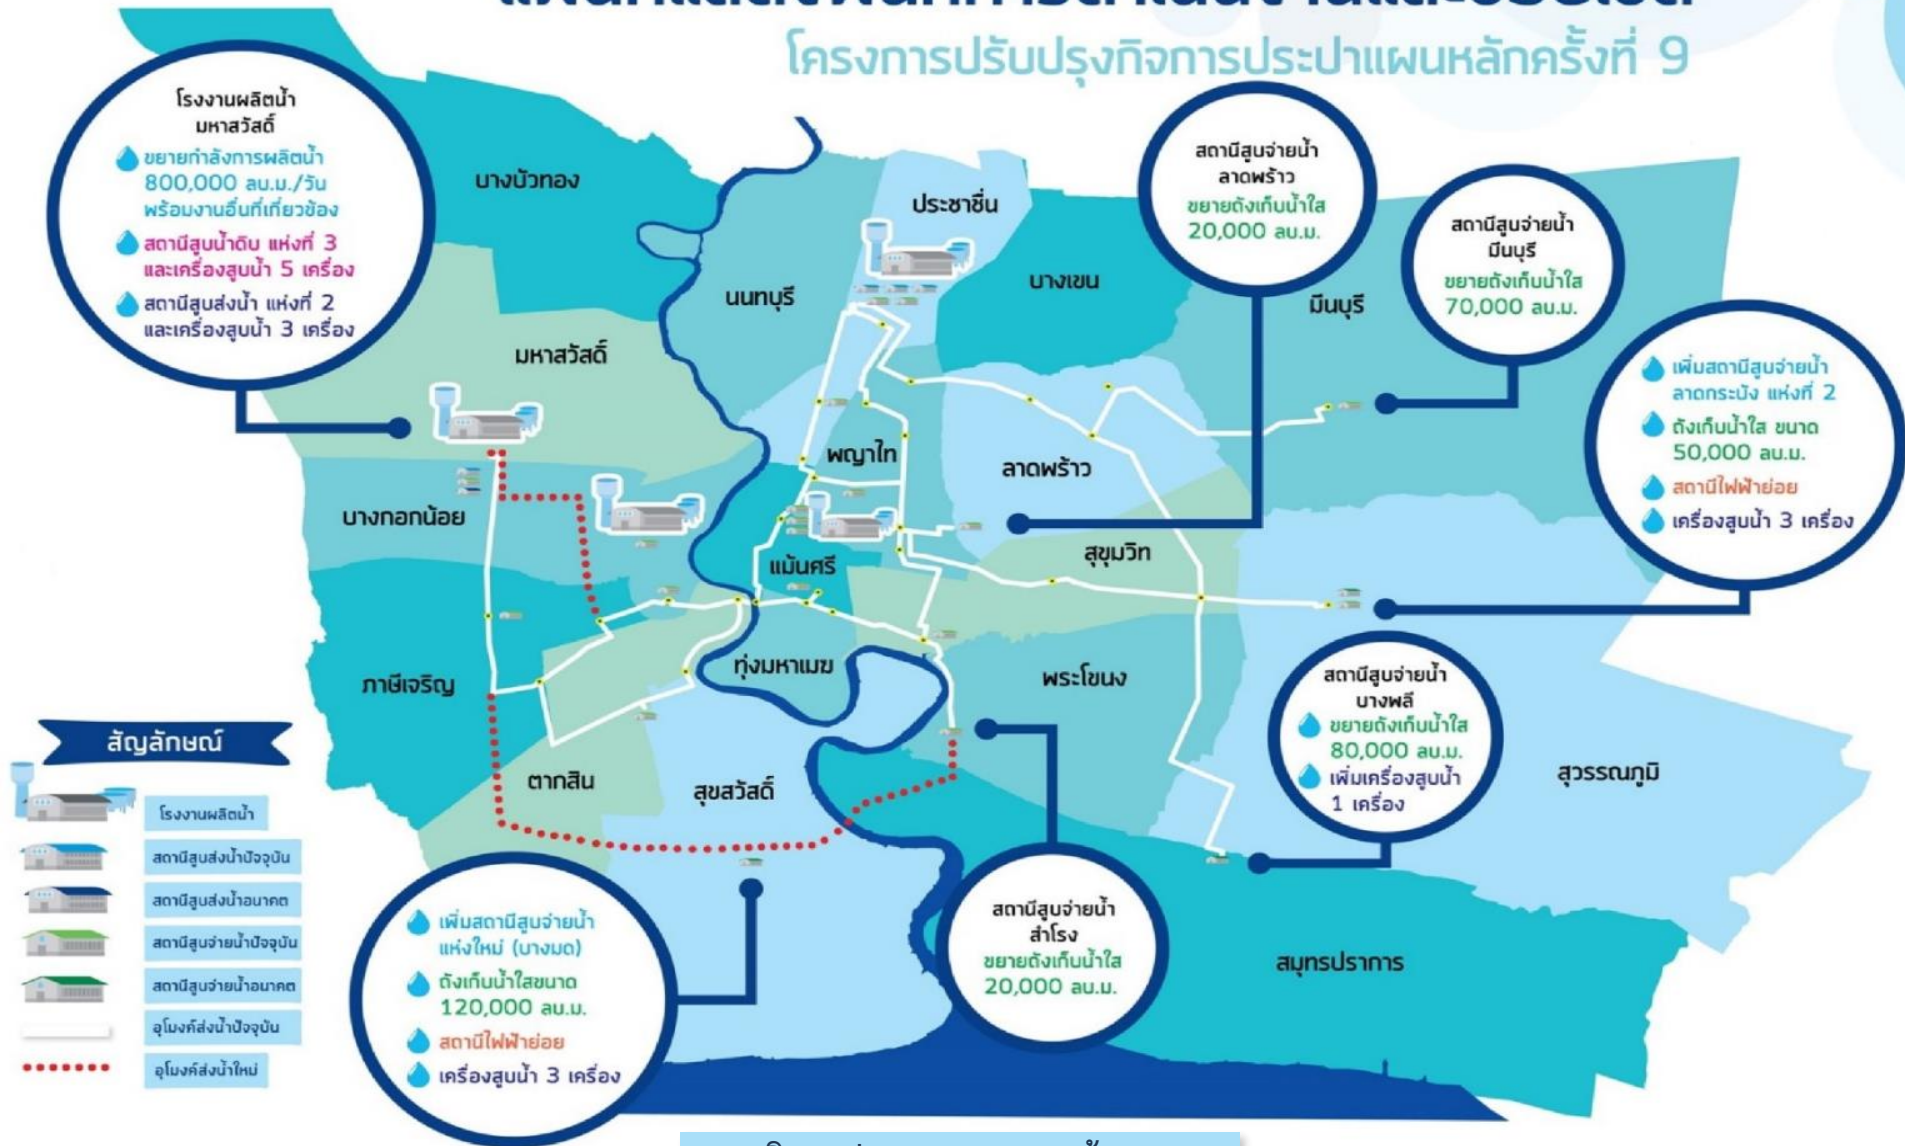 โครงการปรับปรุงกิจการประปาแผนหลักครั้งที่ 9
โรงงานผลิตน้ำ
มหาสวัสดิ์
ขยายกำลังการผลิตน้ำ
800,000 ลบ.ม./วัน
พร้อมงานอื่นที่เกี่ยวข้อง
สถานีสูบน้ำดิบ แห่งที่ 3
และเครื่องสูบน้ำ 5 เครื่อง
สถานีสูบส่งน้ำ แห่งที่ 2
และเครื่องสูบน้ำ 3 เครื่อง
สถานีสูบจ่ายน้ำ
ลาดพร้าว
ขยายถังเก็บน้ำใส
20,000 ลบ.ม.
สถานีสูบจ่ายน้ำ
มีนบุรี
ขยายถังเก็บน้ำใส
70,000 ลบ.ม.
เพิ่มสถานีสูบจ่ายน้ำ
ลาดกระบัง แห่งที่ 2
ถังเก็บน้ำใส ขนาด
50,000 ลบ.ม.
สถานีไฟฟ้าย่อย
เครื่องสูบน้ำ 3 เครื่อง
บางบัวทอง
ประชาชื่น
นนทบุรี
บางเขน
มีนบุรี
มหาสวัสดิ์
พญาไท
ลาดพร้าว
บางกอกน้อย
แม้นศรี
สุขุมวิท
ภาษีเจริญ
ทุ่งมหาเมฆ
พระโขนง
ตากสิน
สุขสวัสดิ์
สุวรรณภูมิ
สมุทรปราการ
สถานีสูบจ่ายน้ำ
บางพลี
ขยายถังเก็บน้ำใส
80,000 ลบ.ม.
เพิ่มเครื่องสูบน้ำ
1 เครื่อง
สถานีสูบจ่ายน้ำ
สำโรง
ขยายถังเก็บน้ำใส
20,000 ลบ.ม.
เพิ่มสถานีสูบจ่ายน้ำ
แห่งใหม่ (บางมด)
ถังเก็บน้ำใสขนาด
120,000 ลบ.ม.
สถานีไฟฟ้าย่อย
เครื่องสูบน้ำ 3 เครื่อง
สัญลักษณ์
โรงงานผลิตน้ำ
สถานีสูบส่งน้ำปัจจุบัน
สถานีสูบส่งน้ำอนาคต
สถานีสูบจ่ายน้ำปัจจุบัน
สถานีสูบจ่ายน้ำอนาคต
อุโมงค์ส่งน้ำปัจจุบัน
อุโมงค์ส่งน้ำใหม่